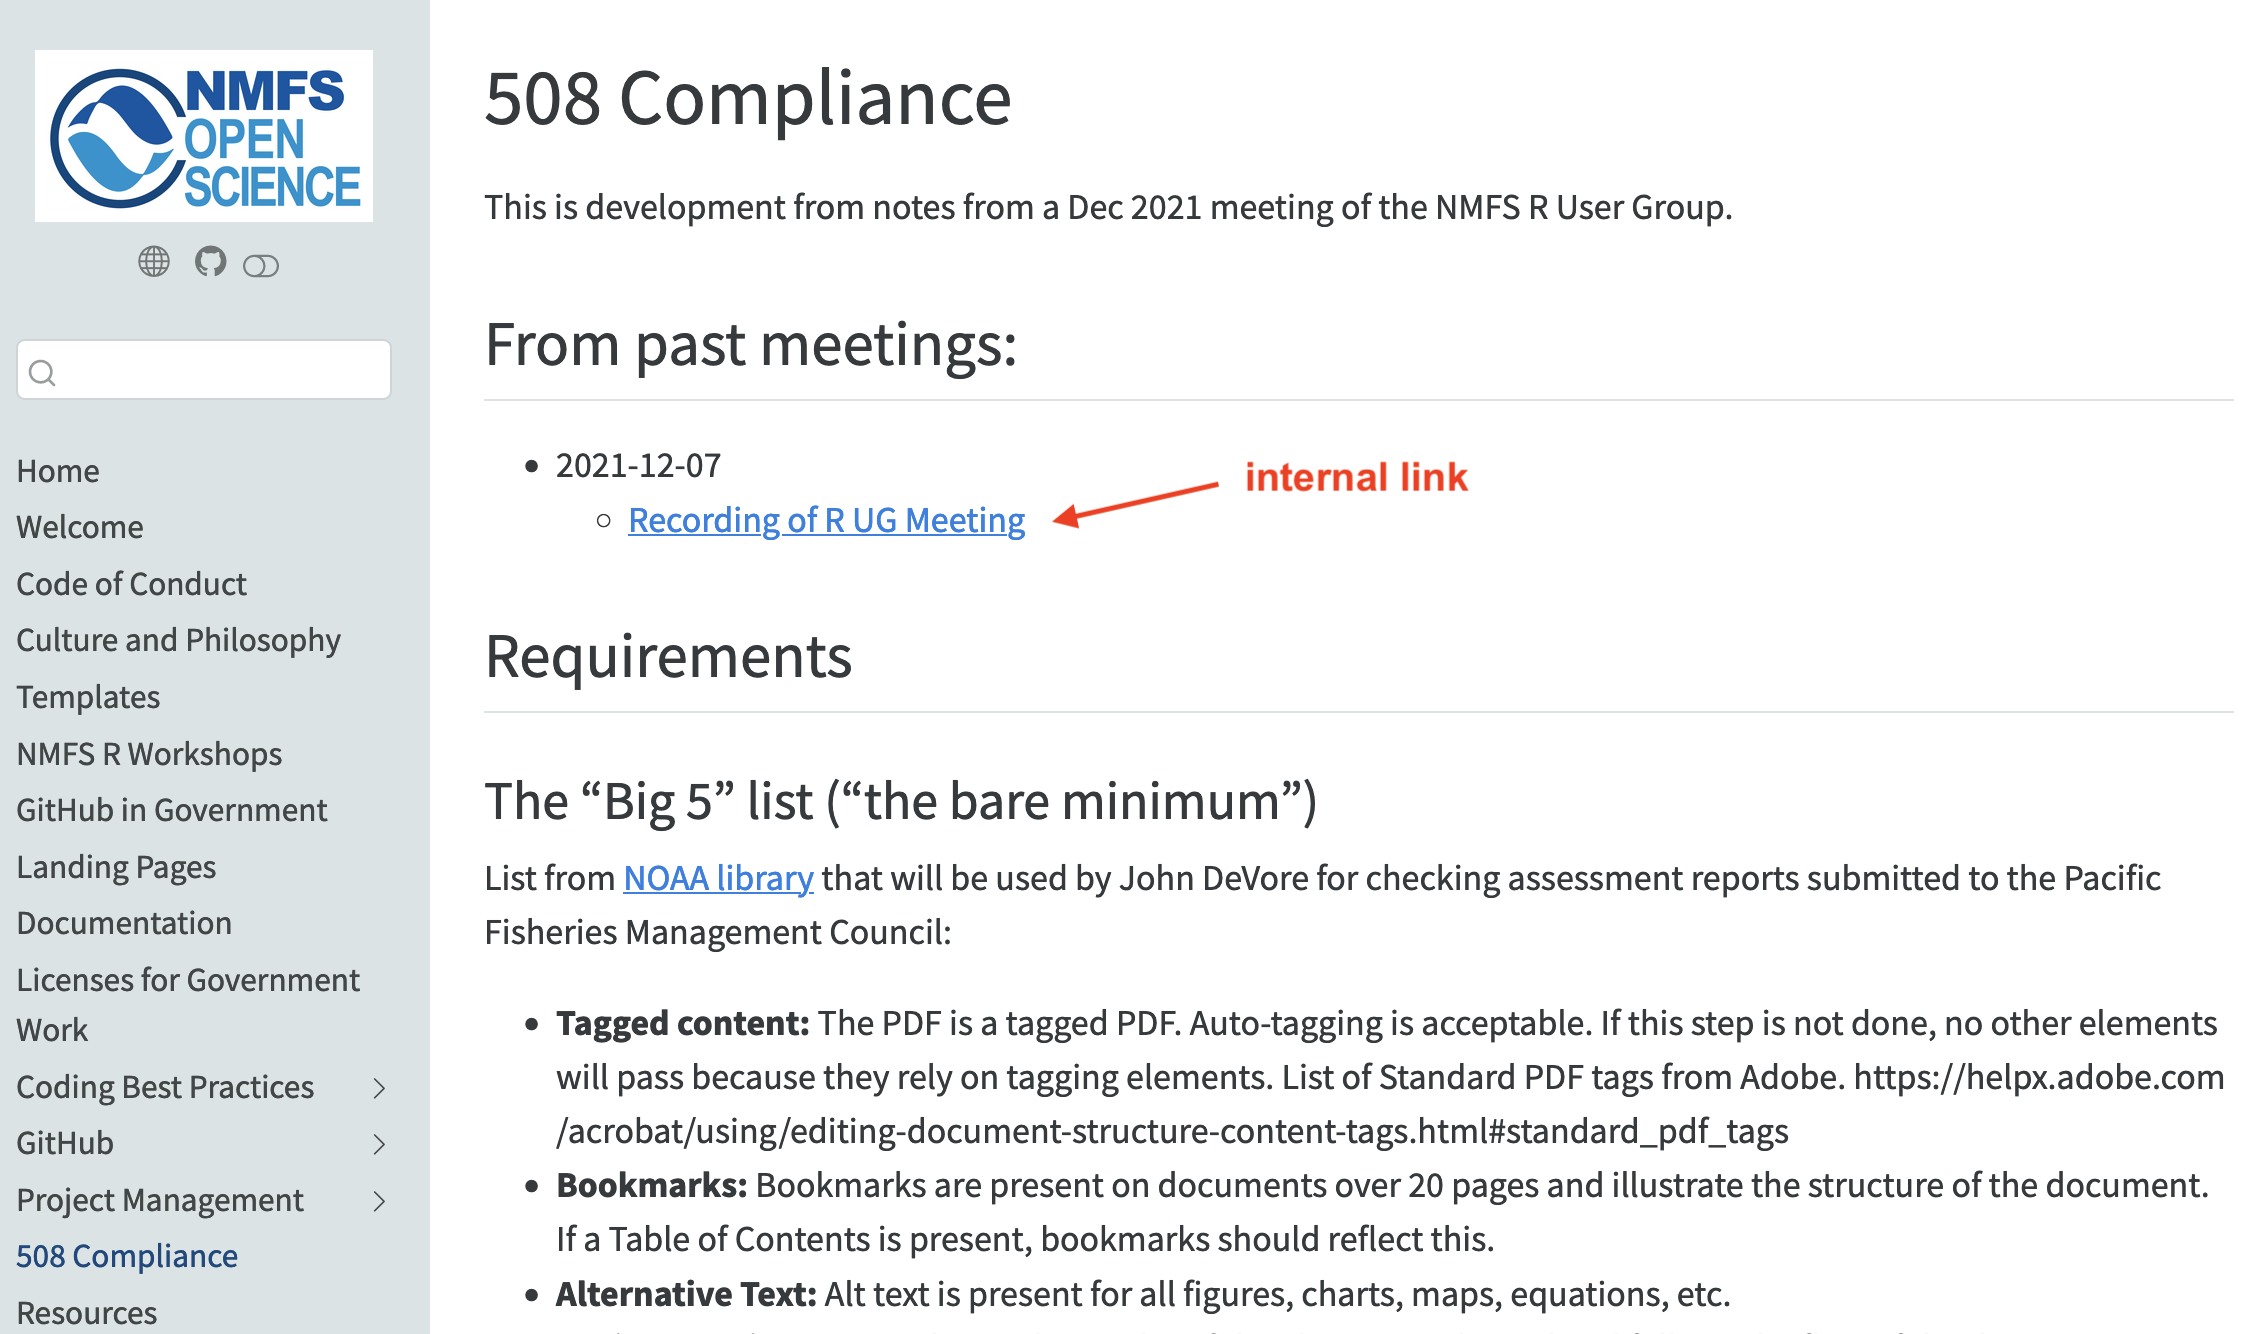 NMFS
OPEN
SCIENCE
Home
Welcome
Code of Conduct
Culture and Philosophy
Templates
NMFS R Workshops
GitHub in Government
Landing Pages
Documentation
Licenses for Government
Work
Coding Best Practices
GitHub
Project Management
508 Compliance
Resources
508 Compliance
This is development from notes from a Dec 2021 meeting of the NMFS R User Group.
From past meetings:
2021-12-07
internal link
Recording of R UG Meeting
Requirements
The “Big 5” list (“the bare minimum”)
List from NOAA library that will be used by John DeVore for checking assessment reports submitted to the Pacific
Fisheries Management Council:
Tagged content: The PDF is a tagged PDF. Auto-tagging is acceptable. If this step is not done, no other elements
will pass because they rely on tagging elements. List of Standard PDF tags from Adobe. https://helpx.adobe.com
/acrobat/using/editing-document-structure-content-tags.html#standard_pdf_tags
Bookmarks: Bookmarks are present on documents over 20 pages and illustrate the structure of the document.
If a Table of Contents is present, bookmarks should reflect this.
Alternative Text: Alt text is present for all figures, charts, maps, equations, etc.